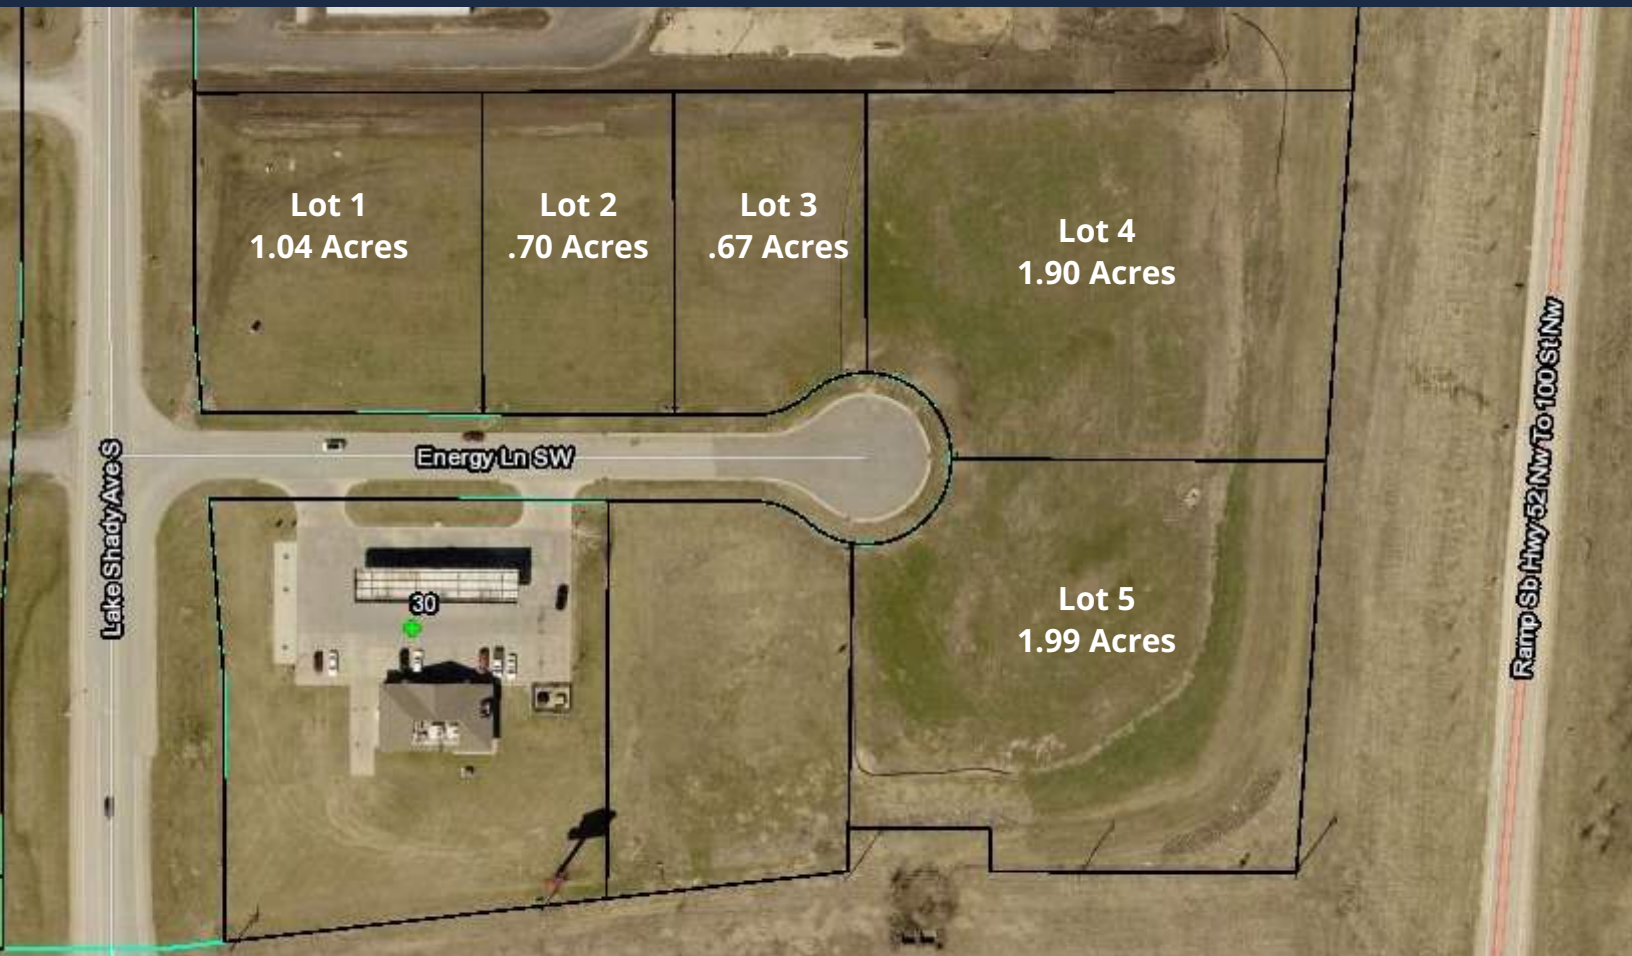 Lot 1
1.04 Acres
Lot 2
.70 Acres
Lot 3
.67 Acres
Lot 4
1.90 Acres
Energy Ln SW
Lake Shady Ave S
Ramp Sb Hwy 52 Nw To 100 St Nw
30
Lot 5
1.99 Acres